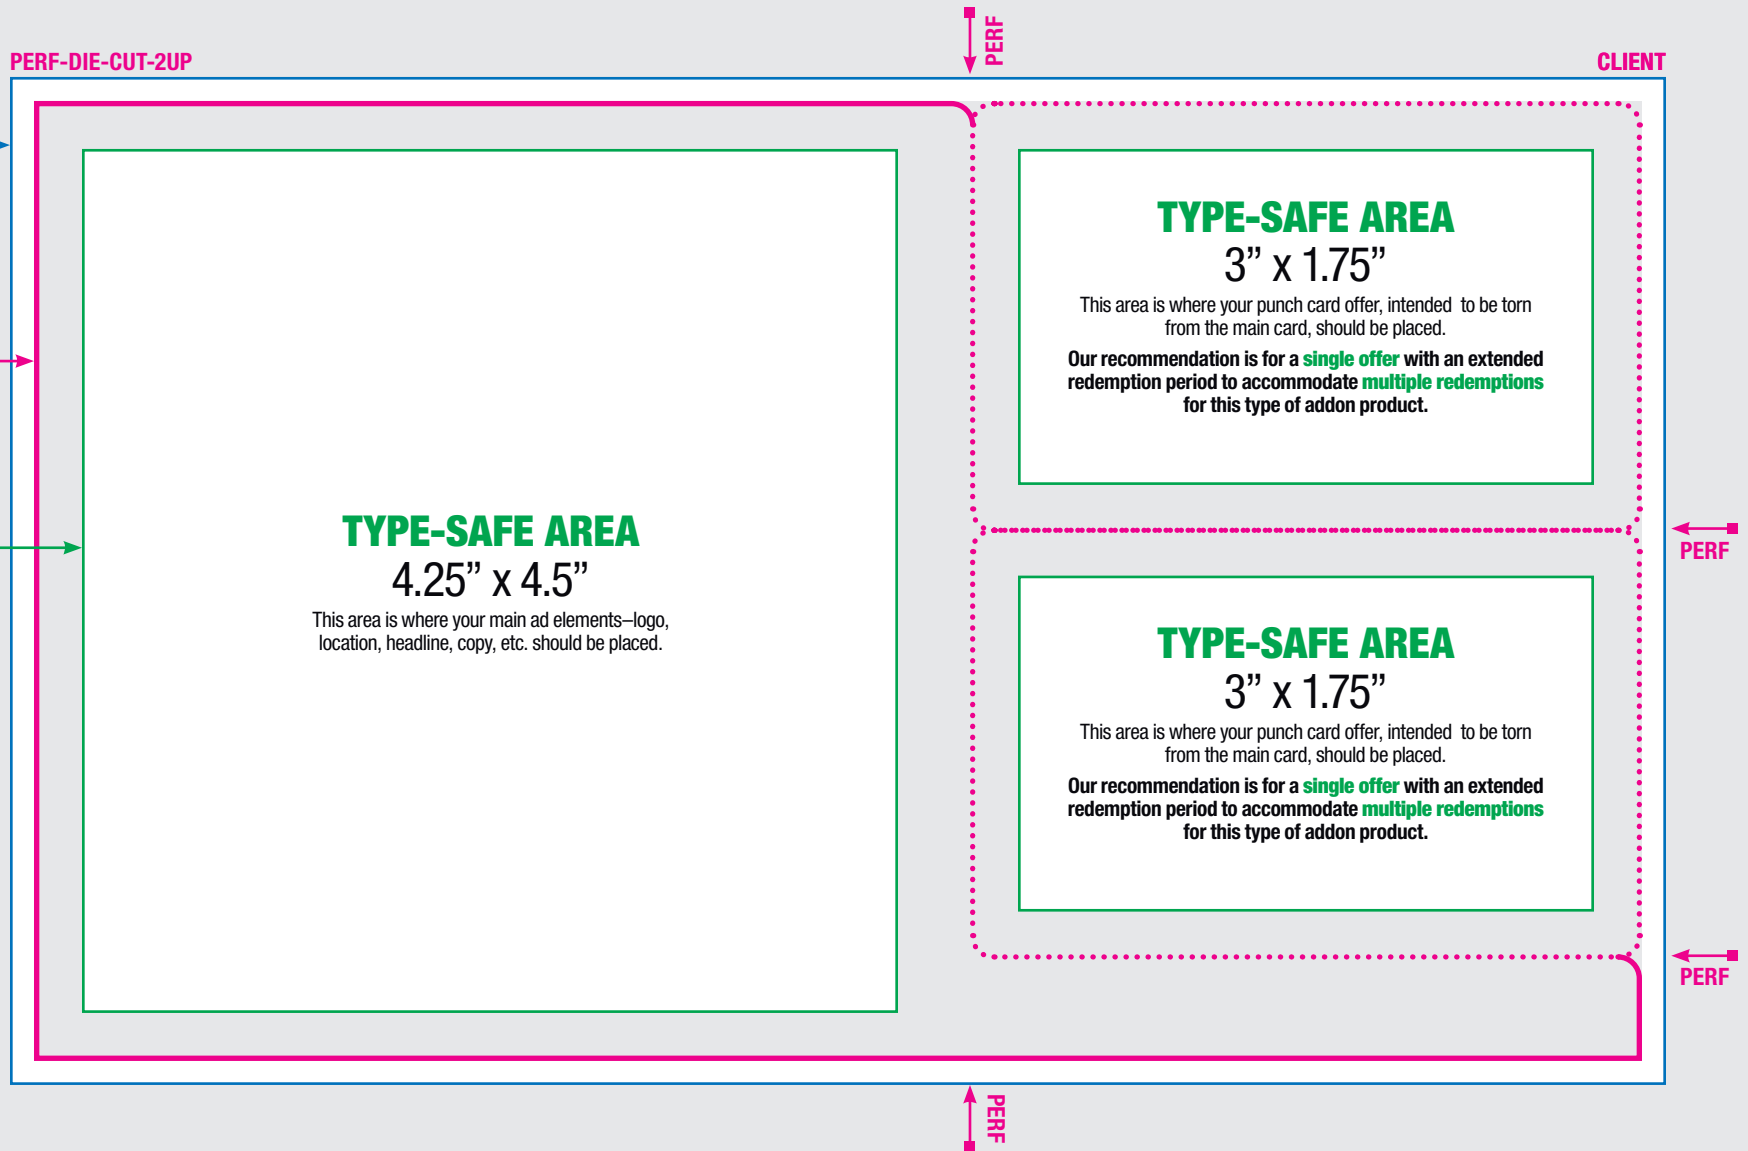 PERF
PERF-DIE-CUT-2UP
CLIENT
TYPE-SAFE AREA
4.25” x 4.5”
This area is where your main ad elements–logo,
location, headline, copy, etc. should be placed.
TYPE-SAFE AREA
3” x 1.75”
This area is where your punch card offer, intended  to be torn
from the main card, should be placed.
Our recommendation is for a single offer with an extended
redemption period to accommodate multiple redemptions
for this type of addon product.
PERF
TYPE-SAFE AREA
3” x 1.75”
This area is where your punch card offer, intended  to be torn
from the main card, should be placed.
Our recommendation is for a single offer with an extended
redemption period to accommodate multiple redemptions
for this type of addon product.
PERF
PERF